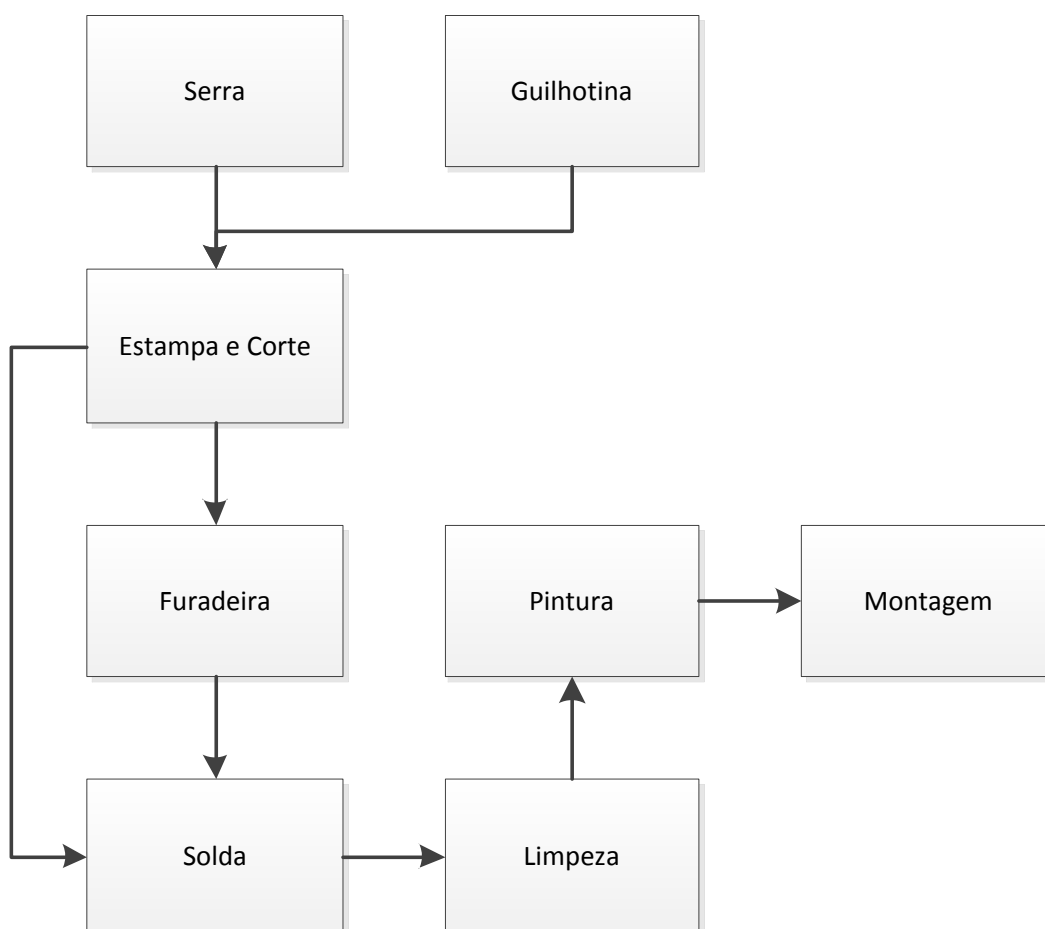 Serra
Guilhotina
Estampa e Corte
Furadeira
Pintura
Montagem
Solda
Limpeza